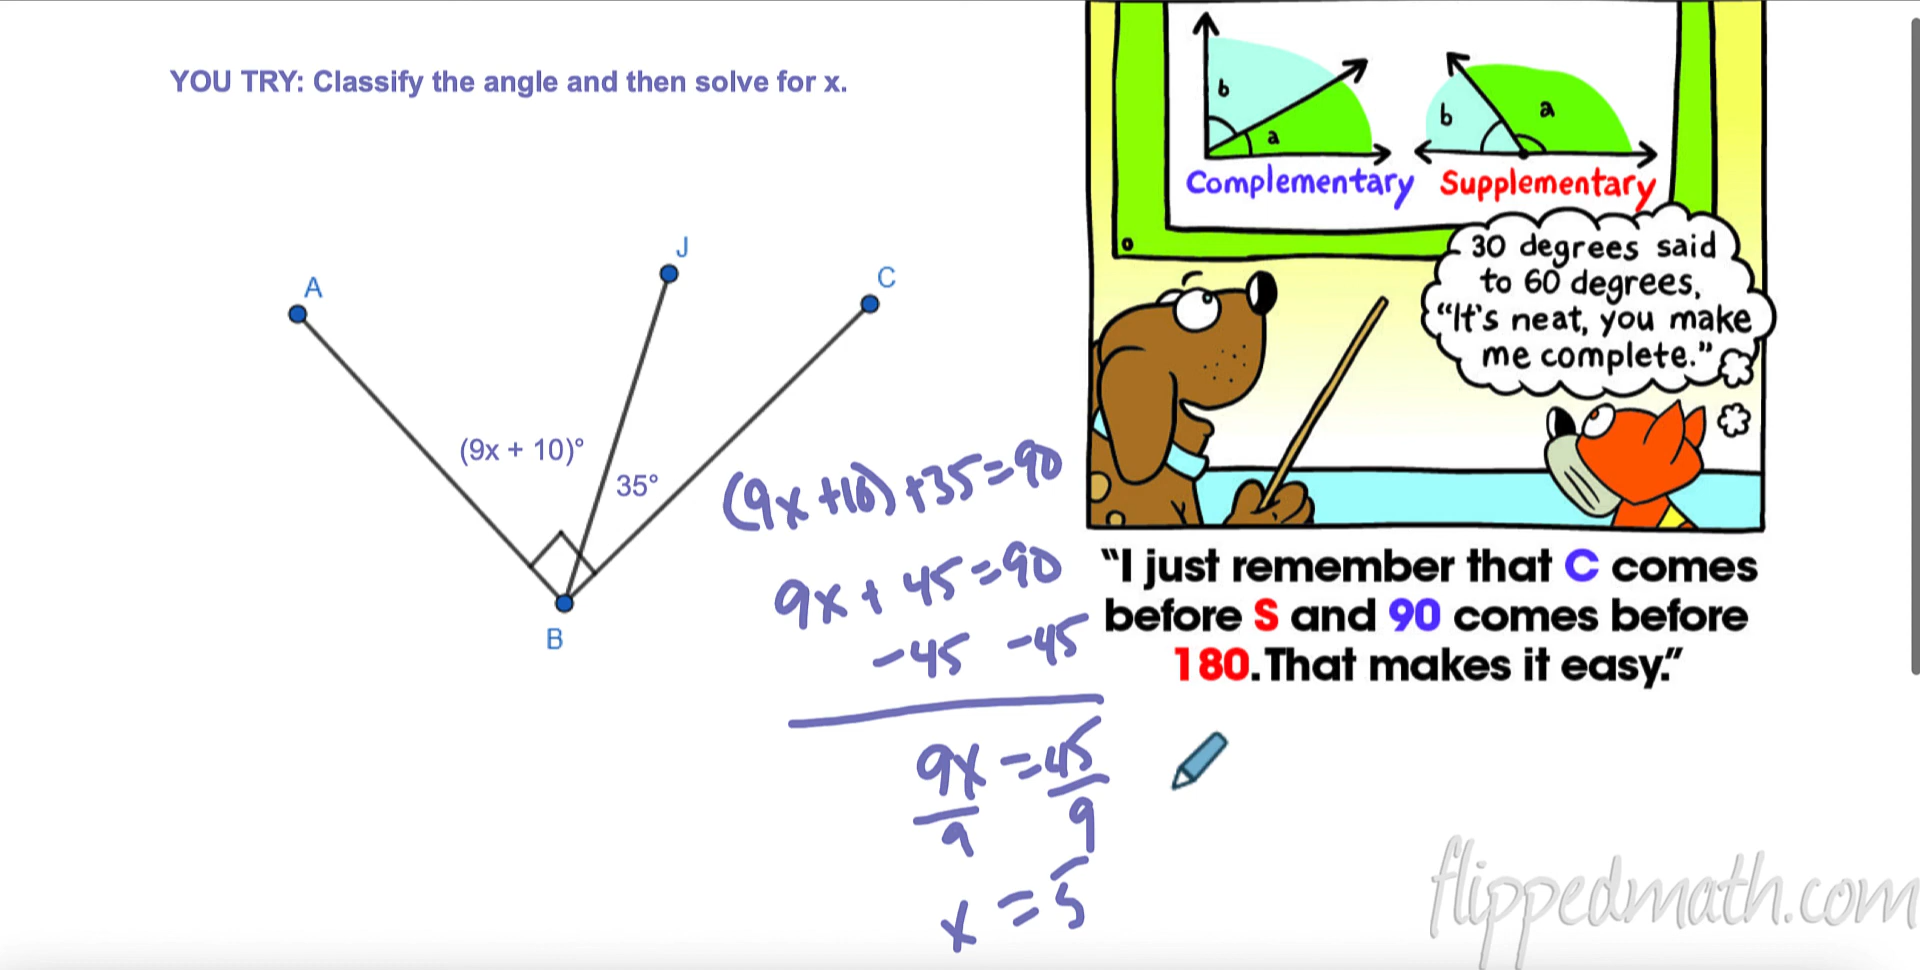 YOU TRY: Classify the angle and then solve for x.
A
J
C
(9x + 10)°
35°
B
(9x +10) +35=90
9x + 45=90
-45 -45
9x =45
9 9
x = 5
b
a
b
a
Complementary Supplementary
30 degrees said
to 60 degrees,
“It's neat, you make
me complete.”
“I just remember that C comes
before S and 90 comes before
180. That makes it easy.”
flippedmath.com